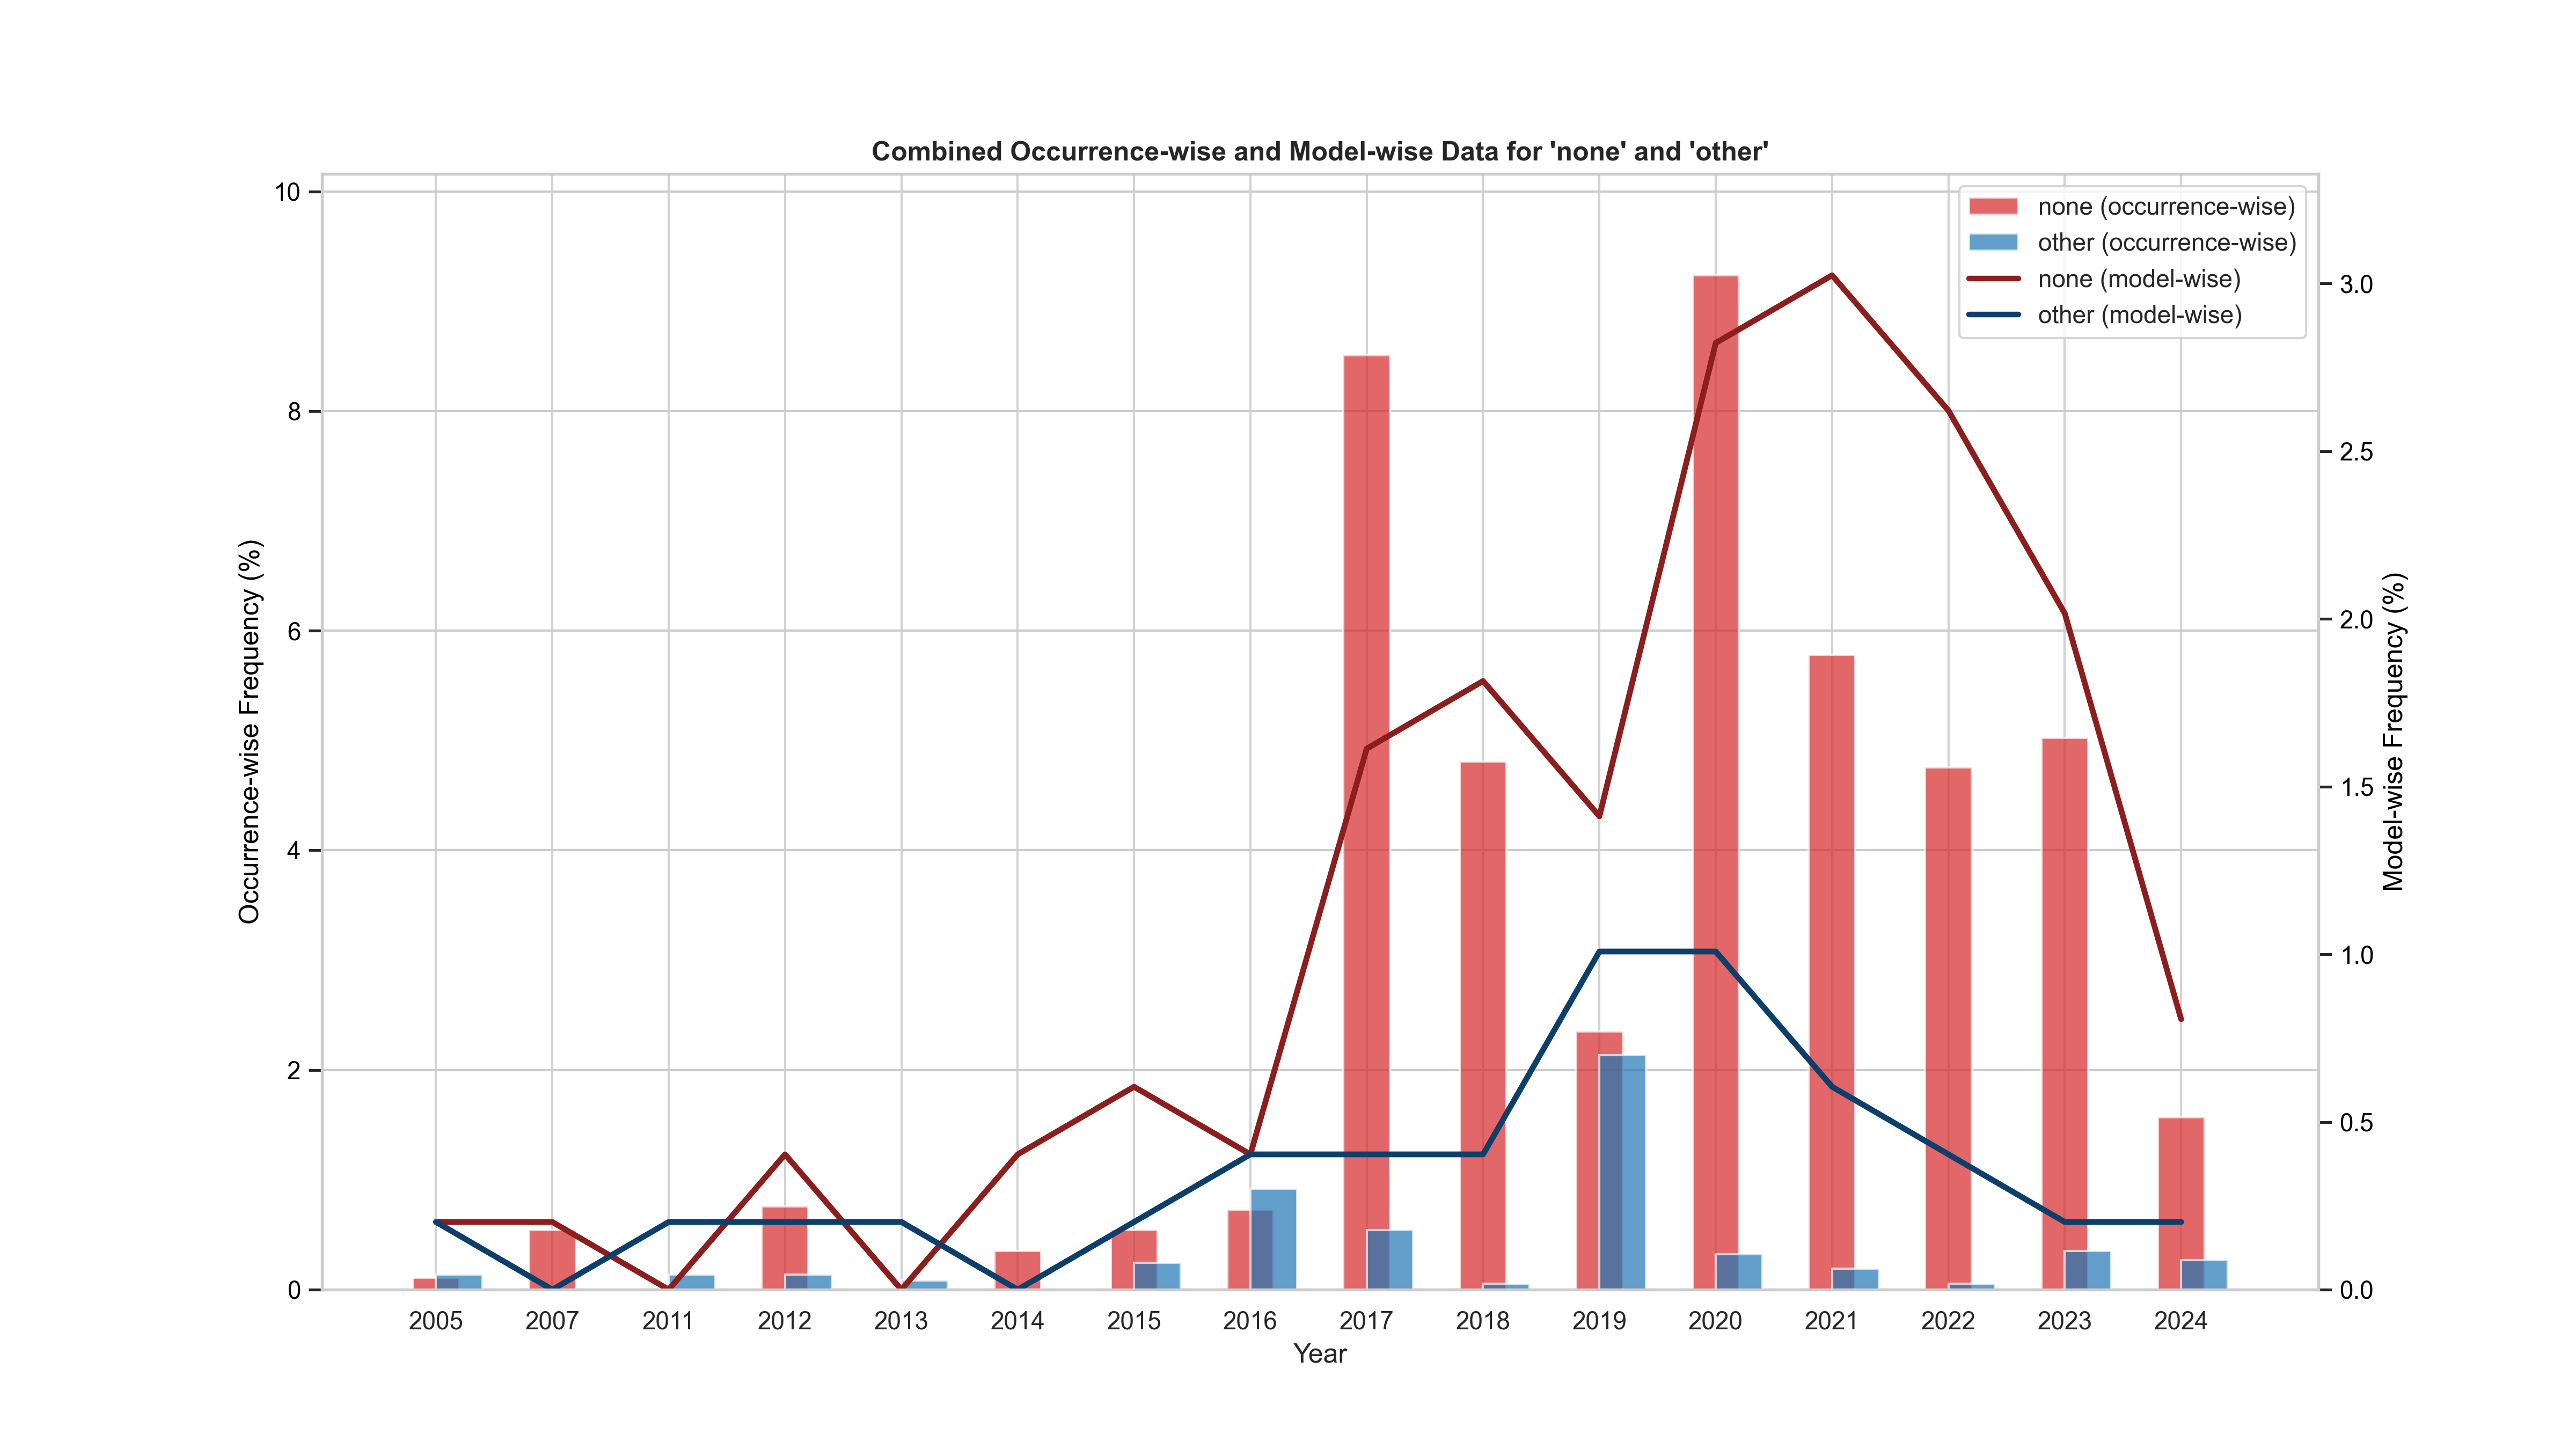 Combined Occurrence-wise and Model-wise Data for 'none' and 'other'
none (occurrence-wise)
other (occurrence-wise)
none (model-wise)
other (model-wise)
Occurrence-wise Frequency (%)
10
8
6
4
2
0
Model-wise Frequency (%)
3.0
2.5
2.0
1.5
1.0
0.5
0.0
2005 2007 2011 2012 2013 2014 2015 2016 2017 2018 2019 2020 2021 2022 2023 2024
Year